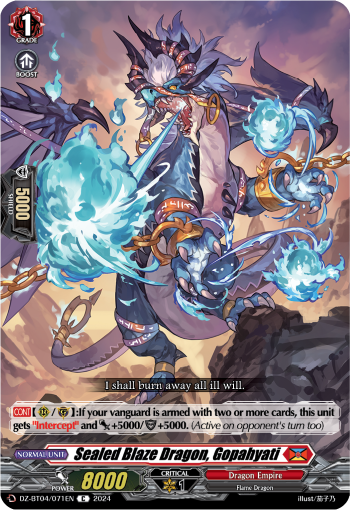 1
GRADE
BOOST
5000
SHIELD
I shall burn away all ill will.
CONT【 / 】:If your vanguard is armed with two or more cards, this unit
gets "Intercept" and +5000/ +5000. (Active on opponent's turn too)
NORMAL UNIT
Sealed Blaze Dragon, Gopahyati
POWER 8000
CRITICAL
1
Dragon Empire
Flame Dragon
DZ-BT04/071EN C 2024
illust/茄子乃